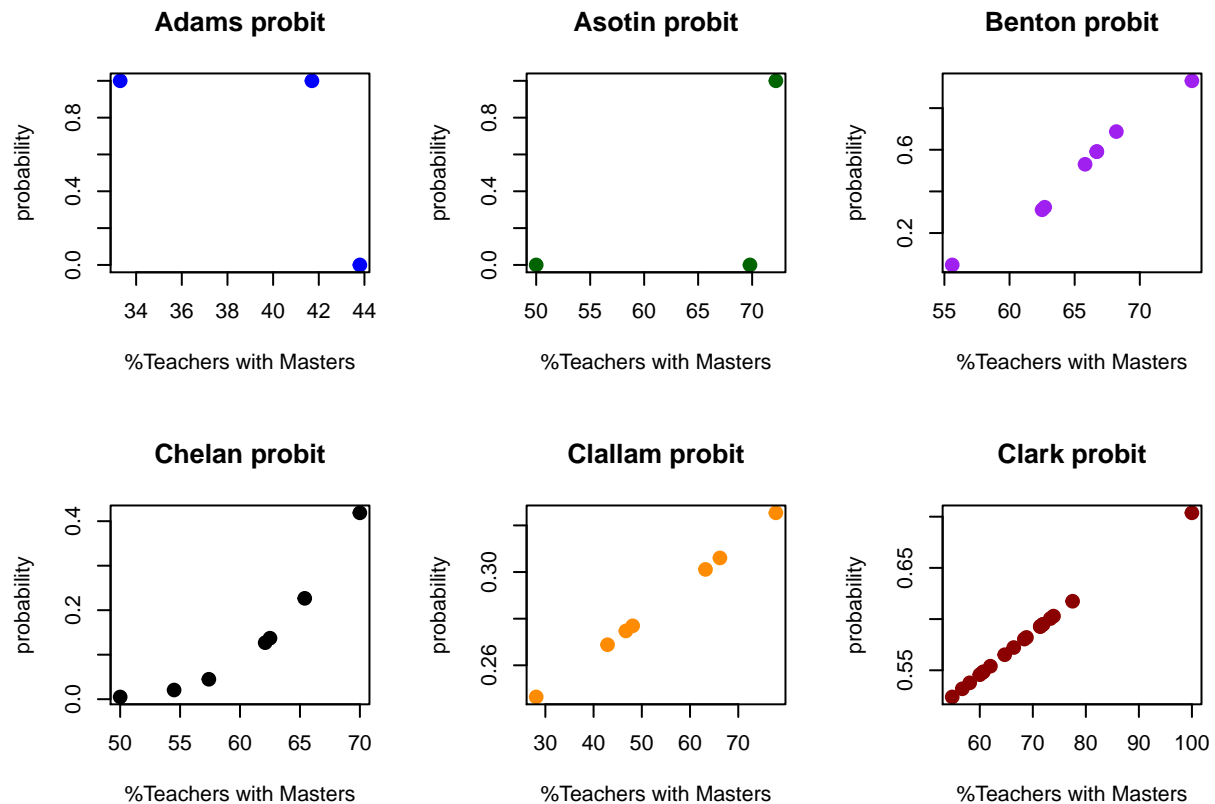 Adams probit
probability
0.0 0.4 0.8
34 36 38 40 42 44
%Teachers with Masters
Asotin probit
probability
0.0 0.4 0.8
50 55 60 65 70
%Teachers with Masters
Benton probit
probability
0.2 0.6
55 60 65 70
%Teachers with Masters
Chelan probit
probability
0.0 0.2 0.4
50 55 60 65 70
%Teachers with Masters
Clallam probit
probability
0.26 0.30
30 40 50 60 70
%Teachers with Masters
Clark probit
probability
0.55 0.65
60 70 80 90 100
%Teachers with Masters